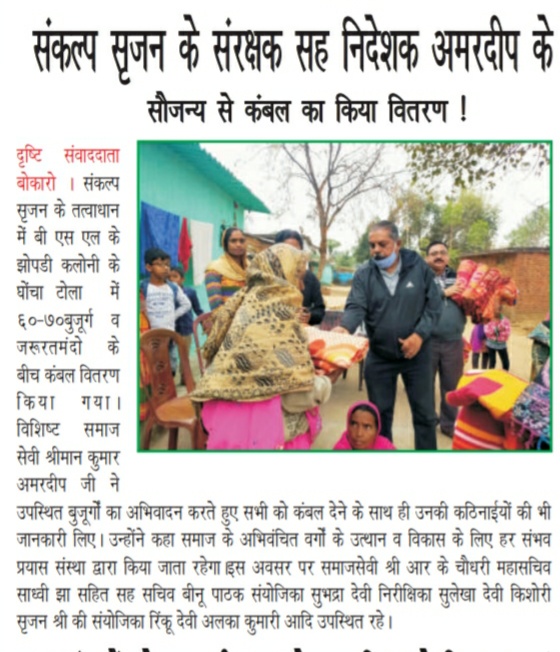 संकल्प सृजन के संरक्षक सह निदेशक अमरदीप के
सौजन्य से कंबल का किया वितरण !
दृष्टि संवाददाता
बोकारो । संकल्प
सृजन के तत्वाधान
में बी एस एल के
झोपडी कलोनी के
घोंचा टोला में
६०-७०बुजूर्ग व
जरूरतमंदो के
बीच कंबल वितरण
किया गया।
विशिष्ट समाज
सेवी श्रीमान कुमार
अमरदीप जी ने
उपस्थित बुजूर्गों का अभिवादन करते हुए सभी को कंबल देने के साथ ही उनकी कठिनाईयों की भी
जानकारी लिए। उन्होंने कहा समाज के अभिवंचित वर्गो के उत्थान व विकास के लिए हर संभव
प्रयास संस्था द्वारा किया जाता रहेगा।इस अवसर पर समाजसेवी श्री आर के चौधरी महासचिव
साध्वी झा सहित सह सचिव बीनू पाठक संयोजिका सुभद्रा देवी निरीक्षिका सुलेखा देवी किशोरी
सृजन श्री की संयोजिका रिंकू देवी अलका कुमारी आदि उपस्थित रहे।